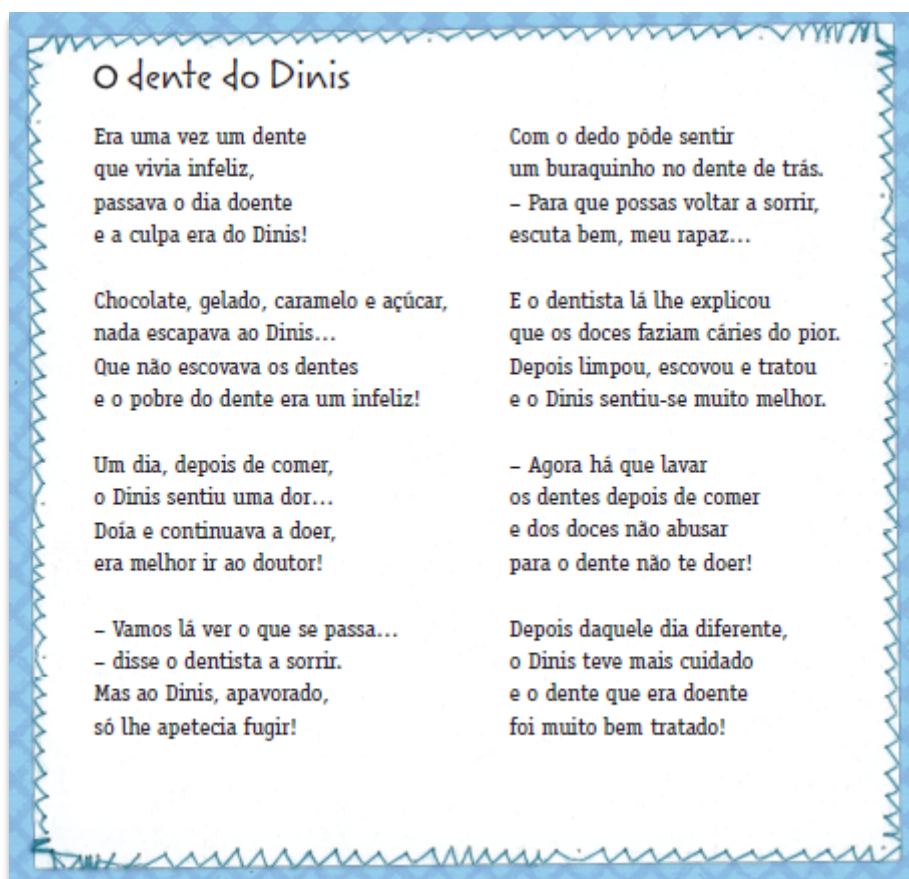 O dente do Dinis
Era uma vez um dente
que vivia infeliz,
passava o dia doente
e a culpa era do Dinis!
Chocolate, gelado, caramelo e açúcar,
nada escapava ao Dinis...
Que não escovava os dentes
e o pobre do dente era um infeliz!
Um dia, depois de comer,
o Dinis sentiu uma dor...
Doía e continuava a doer,
era melhor ir ao doutor!
– Vamos lá ver o que se passa...
– disse o dentista a sorrir.
Mas ao Dinis, apavorado,
só lhe apetecia fugir!
Com o dedo pôde sentir
um buraquinho no dente de trás.
– Para que possas voltar a sorrir,
escuta bem, meu rapaz...
E o dentista lá lhe explicou
que os doces faziam cáries do pior.
Depois limpou, escovou e tratou
e o Dinis sentiu-se muito melhor.
– Agora há que lavar
os dentes depois de comer
e dos doces não abusar
para o dente não te doer!
Depois daquele dia diferente,
o Dinis teve mais cuidado
e o dente que era doente
foi muito bem tratado!